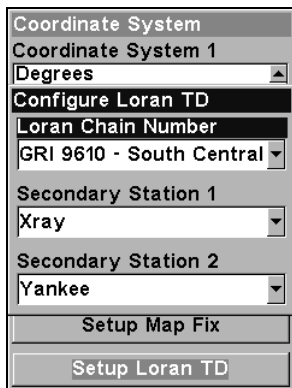 Coordinate System
Coordinate System 1
Degrees
Configure Loran TD
Loran Chain Number
GRI 9610 - South Central
Secondary Station 1
Xray
Secondary Station 2
Yankee
Setup Map Fix
Setup Loran TD